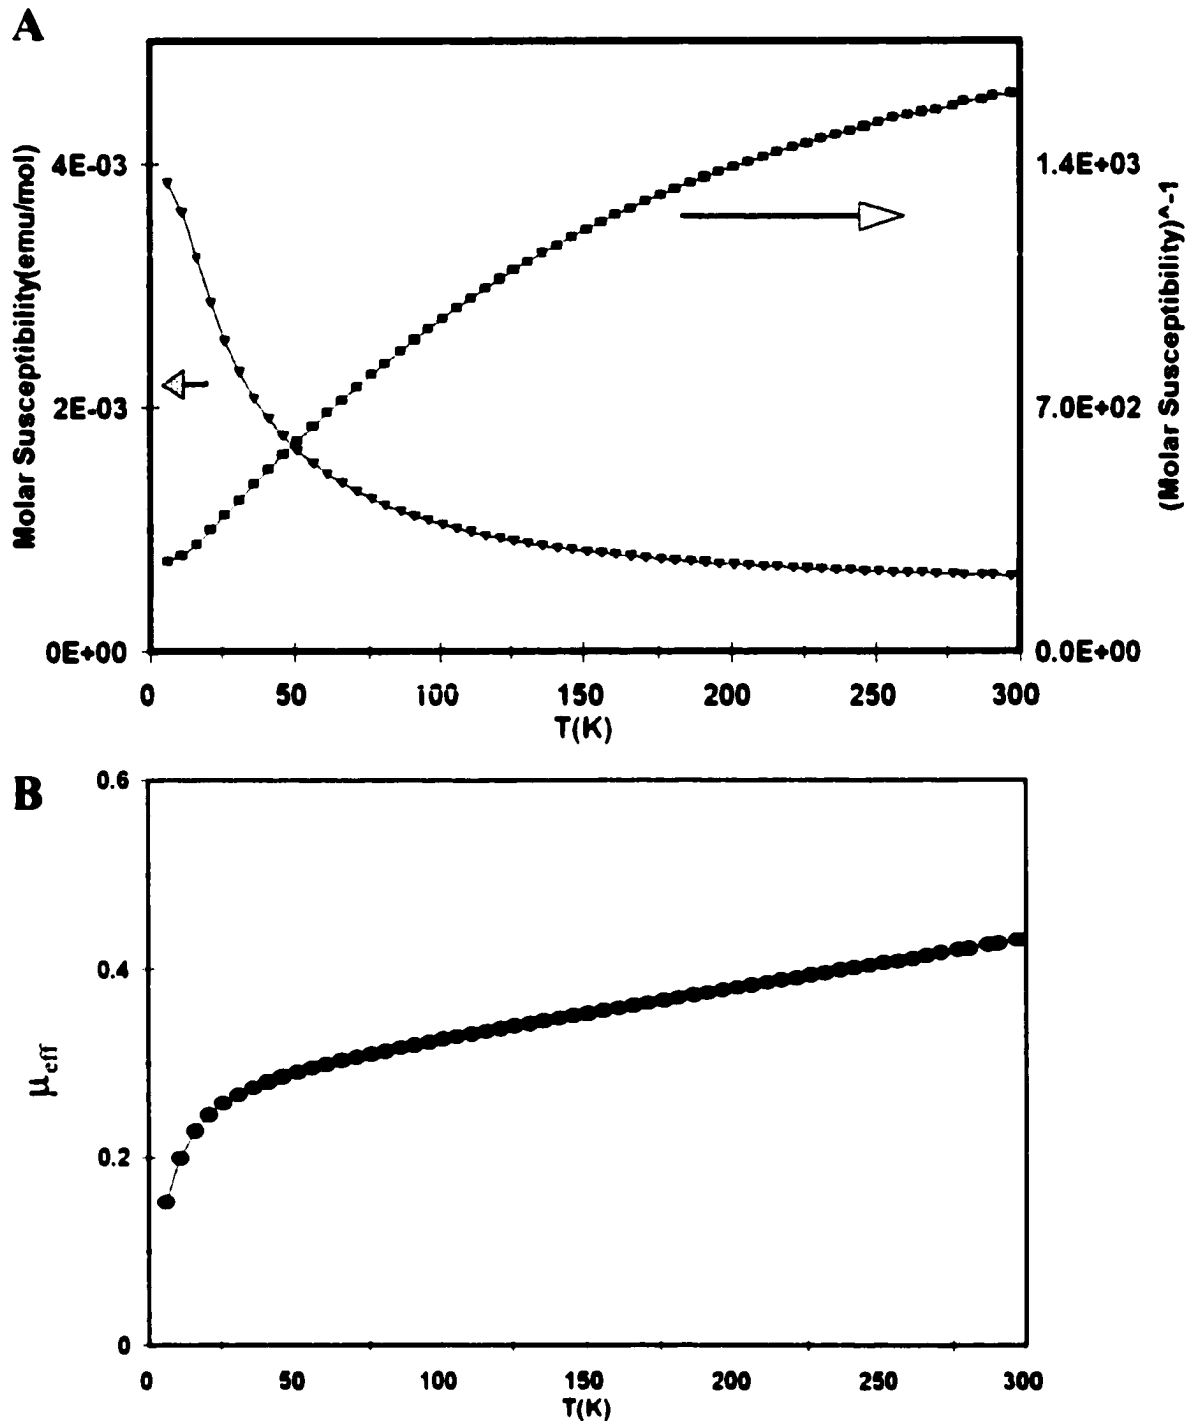 A
Molar Susceptibility(emu/mol)
4E-03
2E-03
0E+00
1.4E+03
7.0E+02
0.0E+00
(Molar Susceptibility)^-1
0 50 100 150 200 250 300
T(K)
B
μeff
0.6
0.4
0.2
0
0 50 100 150 200 250 300
T(K)